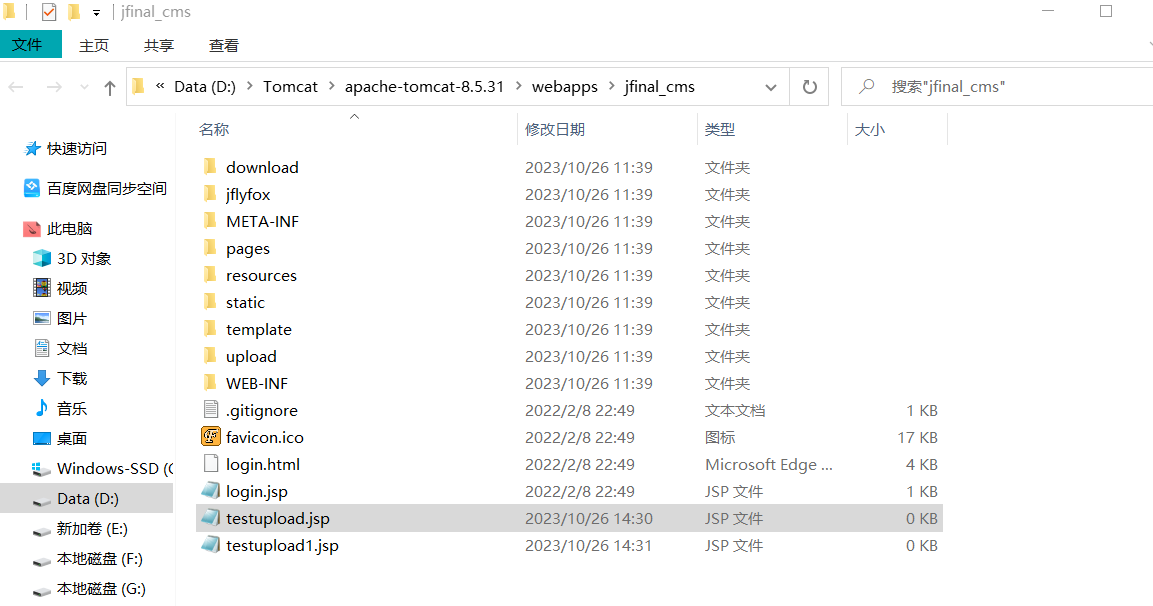 jfinal_cms
文件 主页 共享 查看
« Data (D:) > Tomcat > apache-tomcat-8.5.31 > webapps > jfinal_cms 搜索"jfinal_cms"
快速访问
百度网盘同步空间
此电脑
3D 对象
视频
图片
文档
下载
音乐
桌面
Windows-SSD (C
Data (D:)
新加卷 (E:)
本地磁盘 (F:)
本地磁盘 (G:)
名称 修改日期 类型 大小
download 2023/10/26 11:39 文件夹
jflyfox 2023/10/26 11:39 文件夹
META-INF 2023/10/26 11:39 文件夹
pages 2023/10/26 11:39 文件夹
resources 2023/10/26 11:39 文件夹
static 2023/10/26 11:39 文件夹
template 2023/10/26 11:39 文件夹
upload 2023/10/26 11:39 文件夹
WEB-INF 2023/10/26 11:39 文件夹
.gitignore 2022/2/8 22:49 文本文档 1 KB
favicon.ico 2022/2/8 22:49 图标 17 KB
login.html 2022/2/8 22:49 Microsoft Edge ... 4 KB
login.jsp 2022/2/8 22:49 JSP 文件 1 KB
testupload.jsp 2023/10/26 14:30 JSP 文件 0 KB
testupload1.jsp 2023/10/26 14:31 JSP 文件 0 KB